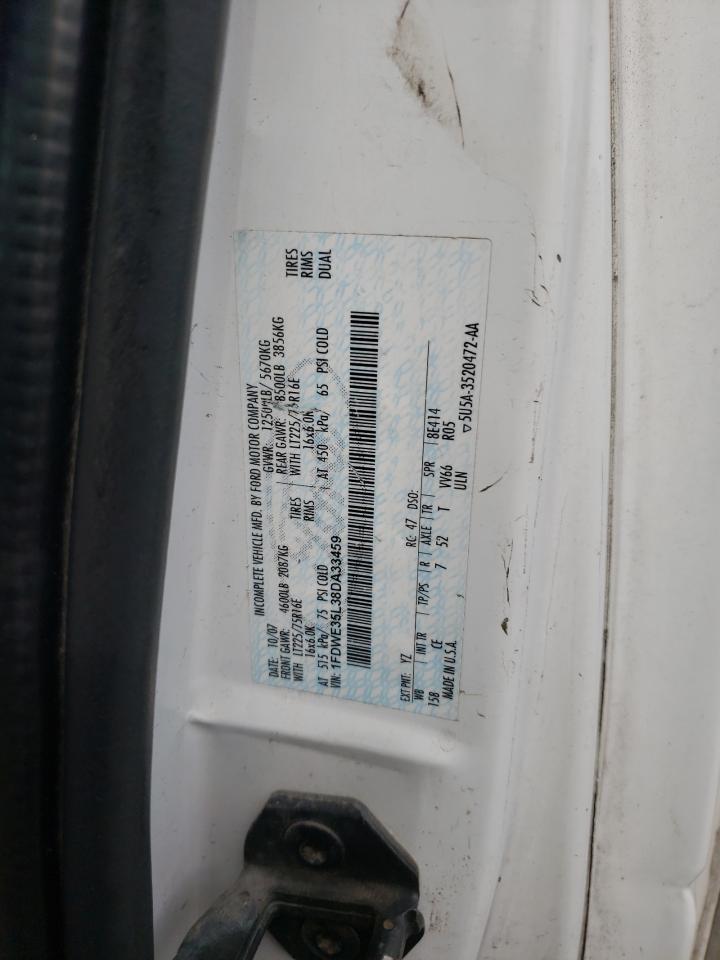 INCOMPLETE VEHICLE MFD. BY FORD MOTOR COMPANY
DATE: 10/07 GVWR: 12500LB/ 5670KG
FRONT GAWR: 4600LB 2087KG REAR GAWR: 8500LB 3856KG
WITH LT225/75R16E TIRES WITH LT225/75R16E TIRES
16x6.0K RIMS 16x6.0K RIMS
AT 515 kPa/ 75 PSI COLD AT 450 kPa/ 65 PSI COLD DUAL
VIN: 1FDWE35L38DA33459
EXT PNT: YZ RC: 47 DSO:
WB INT TR TP/PS R AXLE TR SPR 8E414
158 CE 7 52 T VV66 R05
MADE IN U.S.A. ULN
▽5U5A-3520472-AA